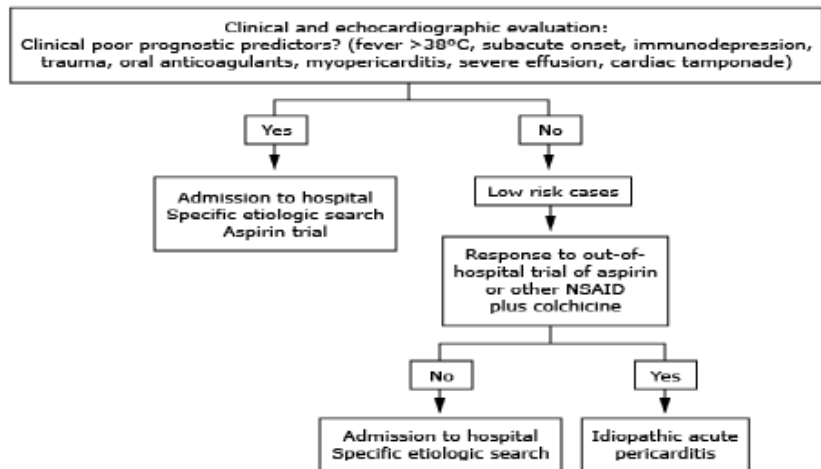 Clinical and echocardiographic evaluation:
Clinical poor prognostic predictors? (fever >38ºC, subacute onset, immunodepression,
trauma, oral anticoagulants, myopericarditis, severe effusion, cardiac tamponade)
Yes
No
Admission to hospital
Specific etiologic search
Aspirin trial
Low risk cases
Response to out-of-
hospital trial of aspirin
or other NSAID
plus colchicine
No
Yes
Admission to hospital
Specific etiologic search
Idiopathic acute
pericarditis